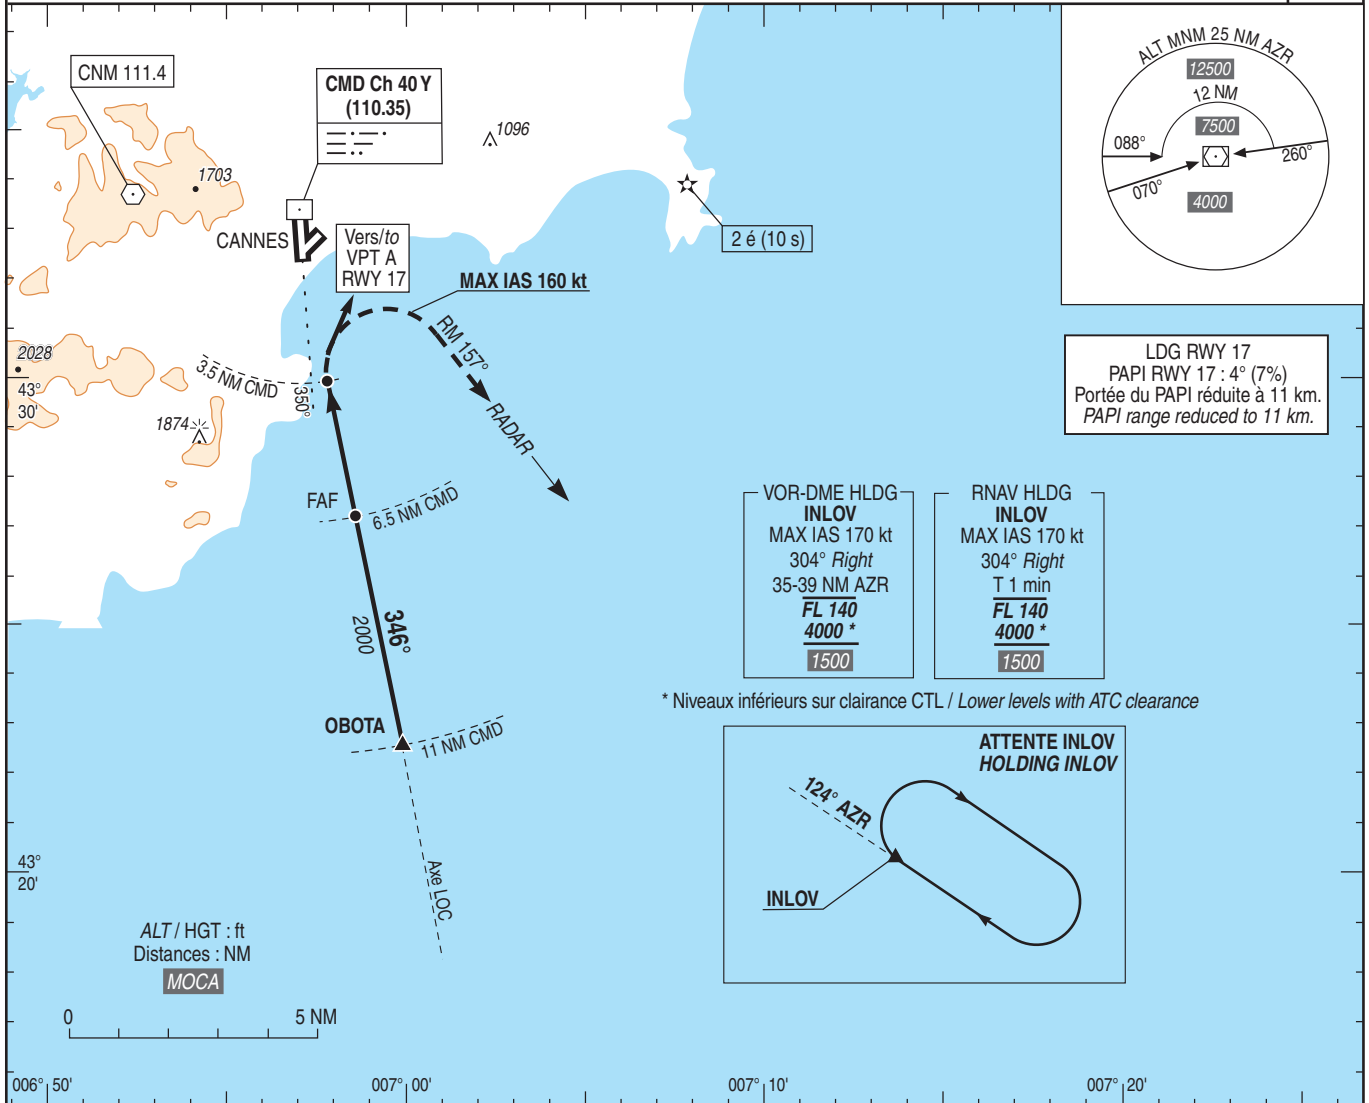 CNM 111.4
CMD Ch 40 Y
(110.35)
1096
1703
CANNES
Vers/to
VPT A
RWY 17
2 é (10 s)
MAX IAS 160 kt
RM 157°
RADAR
2028
3.5 NM CMD
350°
43°
30'
1874
FAF
6.5 NM CMD
346°
2000
OBOTA
11 NM CMD
Axe LOC
43°
20'
ALT MNM 25 NM AZR
12500
12 NM
7500
088°
260°
070°
4000
LDG RWY 17
PAPI RWY 17 : 4° (7%)
Portée du PAPI réduite à 11 km.
PAPI range reduced to 11 km.
VOR-DME HLDG
INLOV
MAX IAS 170 kt
304° Right
35-39 NM AZR
FL 140
4000 *
1500
RNAV HLDG
INLOV
MAX IAS 170 kt
304° Right
T 1 min
FL 140
4000 *
1500
* Niveaux inférieurs sur clairance CTL / Lower levels with ATC clearance
ATTENTE INLOV
HOLDING INLOV
124° AZR
INLOV
ALT / HGT : ft
Distances : NM
MOCA
0 5 NM
006° 50' 007° 00' 007° 10' 007° 20'